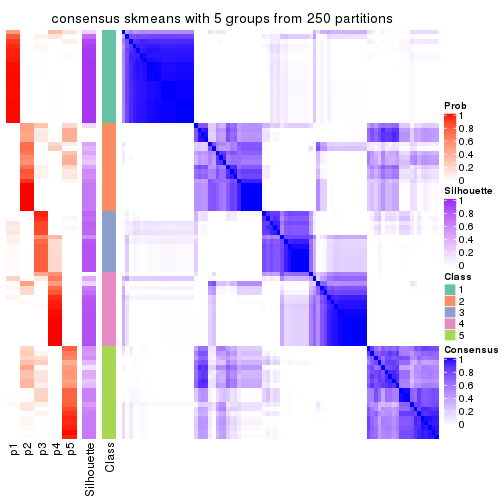 consensus skmeans with 5 groups from 250 partitions
Prob
1
0.8
0.6
0.4
0.2
0
Silhouette
1
0.8
0.6
0.4
0.2
0
Class
1
2
3
4
5
Consensus
1
0.8
0.6
0.4
0.2
0
p1
p2
p3
p4
p5
Silhouette
Class